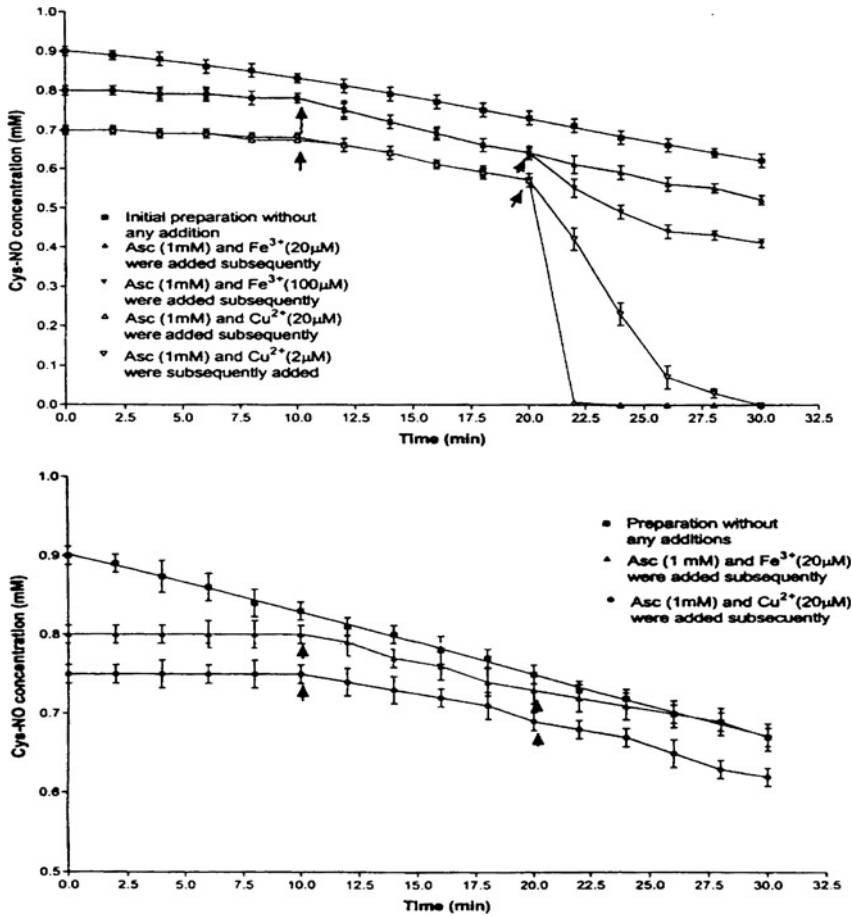 Cys-NO concentration (mM)
1.0
0.9
0.8
0.7
0.6
0.5
0.4
0.3
0.2
0.1
0.0
Initial preparation without
any addition
Asc (1mM) and Fe³⁺(20µM)
were added subsequently
Asc (1mM) and Fe³⁺(100µM)
were added subsequently
Asc (1mM) and Cu²⁺(20µM)
were added subsequently
Asc (1mM) and Cu²⁺(2µM)
were subsequently added
0.0 2.5 5.0 7.5 10.0 12.5 15.0 17.5 20.0 22.5 25.0 27.5 30.0 32.5
Time (min)
Cys-NO concentration (mM)
1.0
0.9
0.8
0.7
0.6
0.5
Preparation without
any additions
Asc (1 mM) and Fe³⁺(20µM)
were added subsequently
Asc (1mM) and Cu²⁺(20µM)
were added subsecuently
0.0 2.5 5.0 7.5 10.0 12.5 15.0 17.5 20.0 22.5 25.0 27.5 30.0 32.5
Time (min)